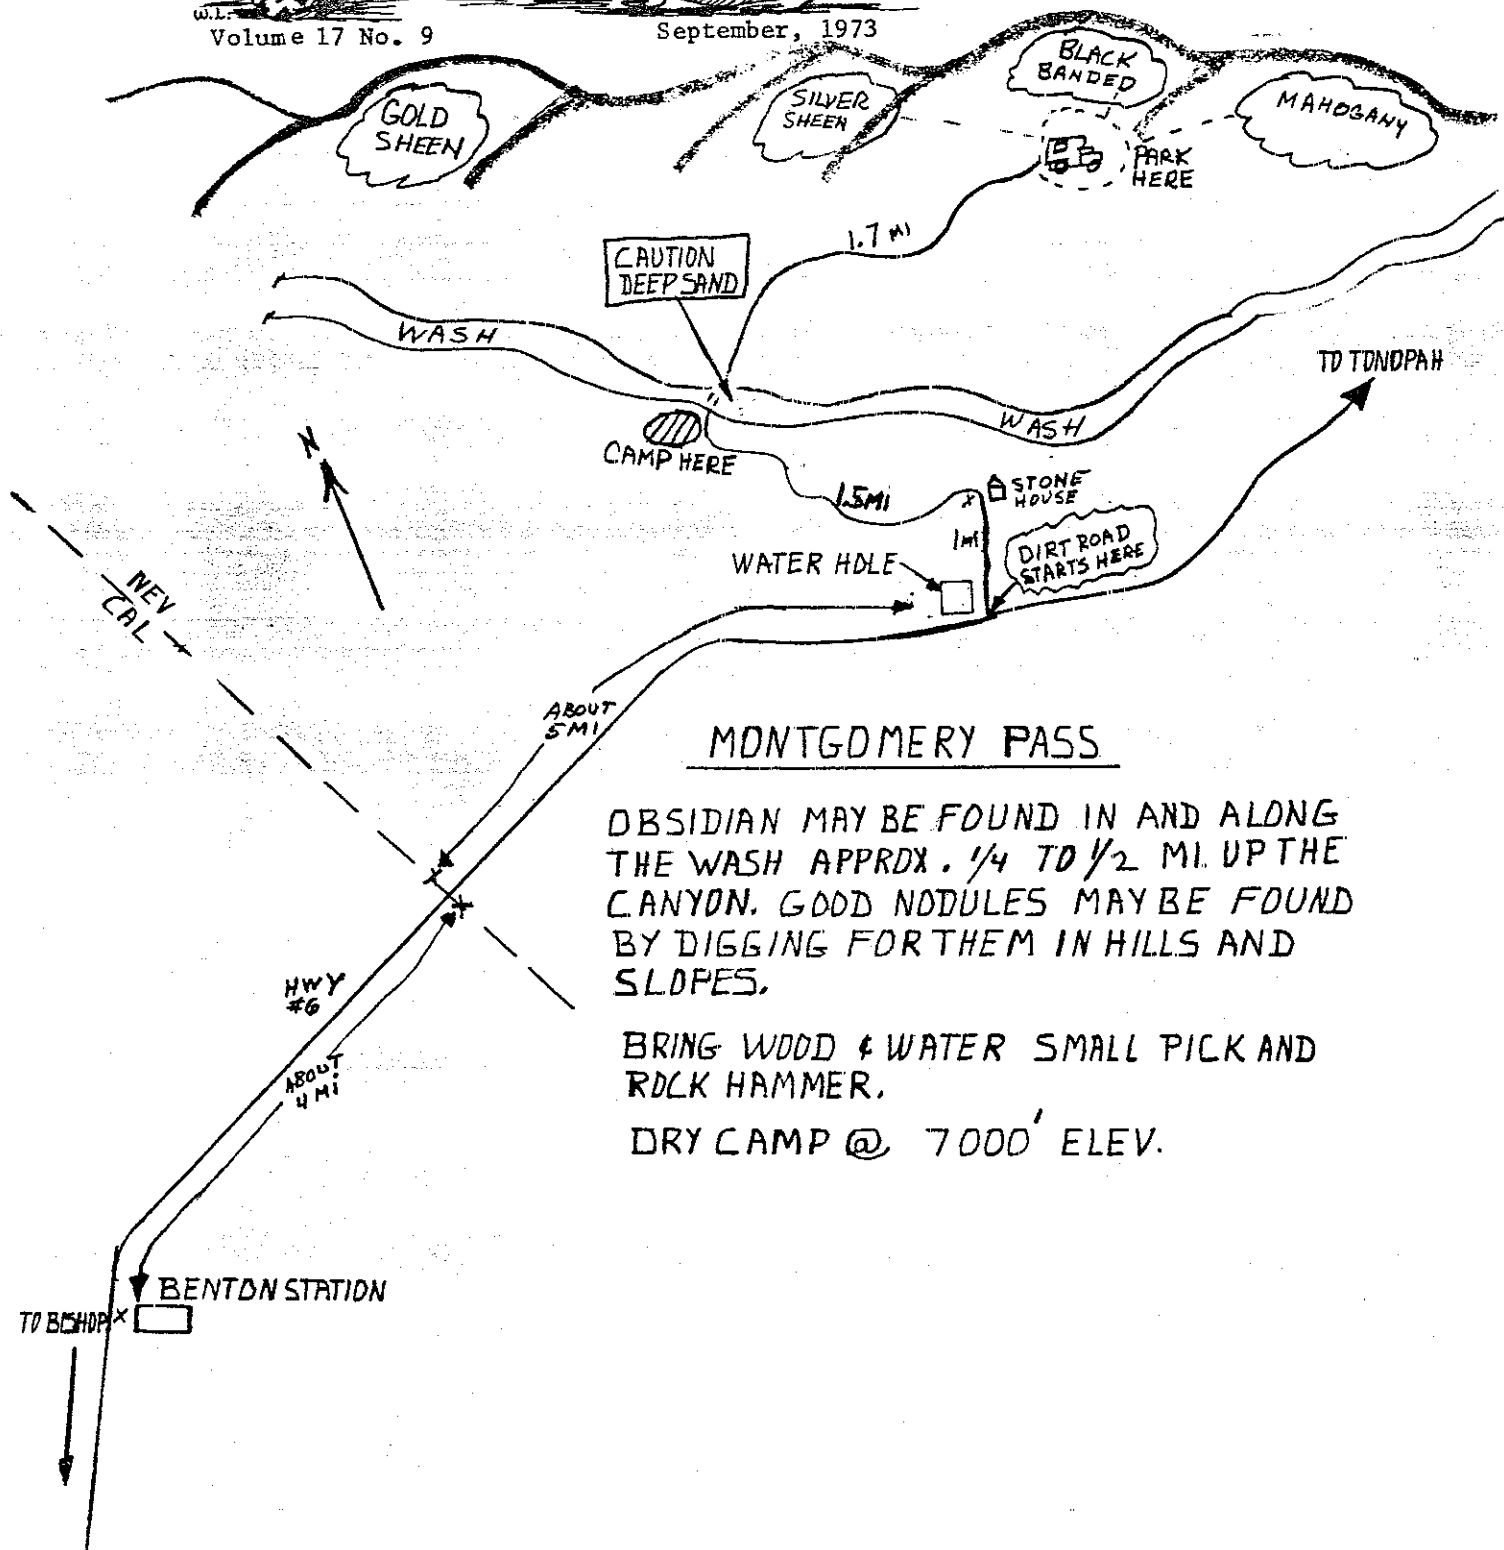 W.L.
Volume 17 No. 9
September, 1973
BLACK
BANDED
GOLD
SHEEN
SILVER
SHEEN
MAHOGANY
PARK
HERE
1.7 MI
CAUTION
DEEP SAND
WASH
TO TONOPAH
WASH
CAMP HERE
N
STONE
HOUSE
1.5 MI
1 MI
DIRT ROAD
STARTS HERE
WATER HOLE
NEV
CAL
ABOUT
5 MI
MONTGOMERY PASS
OBSIDIAN MAY BE FOUND IN AND ALONG
THE WASH APPROX. 1/4 TO 1/2 MI. UP THE
CANYON. GOOD NODULES MAY BE FOUND
BY DIGGING FOR THEM IN HILLS AND
SLOPES.
HWY
#6
BRING WOOD & WATER SMALL PICK AND
ROCK HAMMER.
ABOUT
4 MI
DRY CAMP @ 7000' ELEV.
BENTON STATION
TO BISHOP